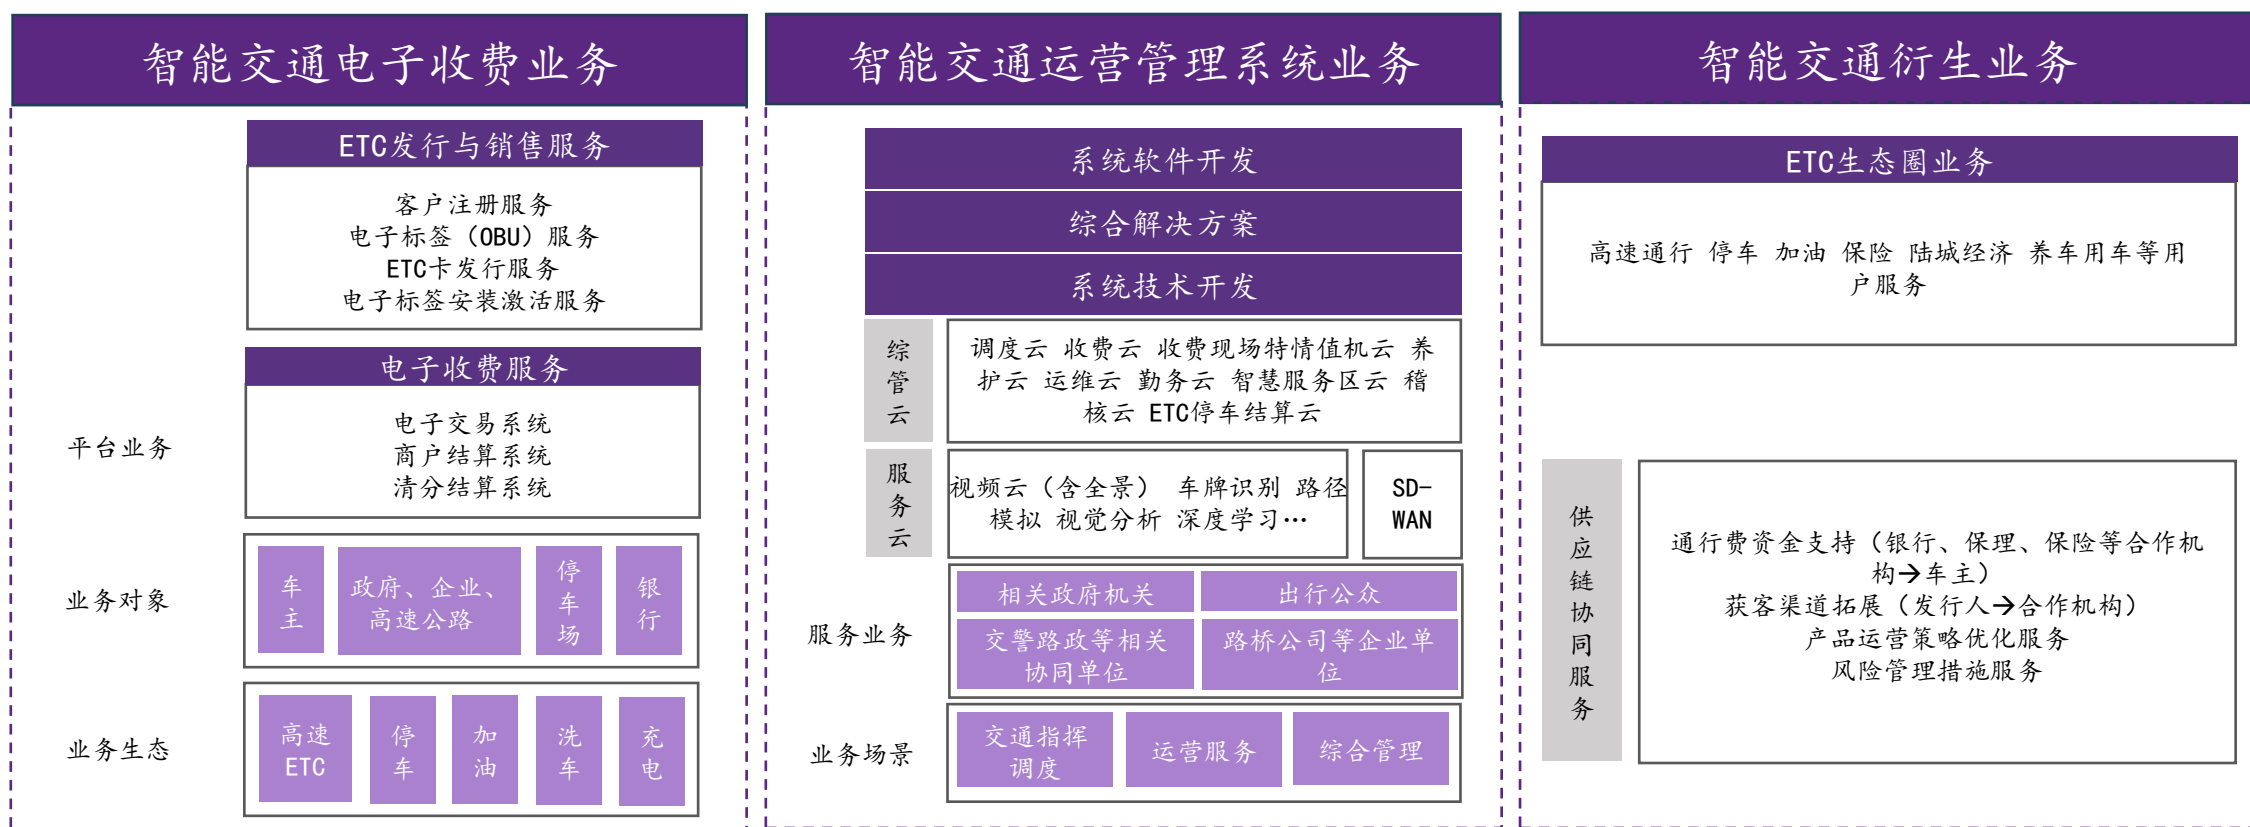 智能交通电子收费业务
ETC发行与销售服务
客户注册服务
电子标签（OBU）服务
ETC卡发行服务
电子标签安装激活服务
平台业务
电子收费服务
电子交易系统
商户结算系统
清分结算系统
业务对象
车主
政府、企业、
高速公路
停车场
银行
业务生态
高速
ETC
停车
加油
洗车
充电
智能交通运营管理系统业务
系统软件开发
综合解决方案
系统技术开发
综管云
调度云 收费云 收费现场特情值机云 养
护云 运维云 勤务云 智慧服务区云 稽
核云 ETC停车结算云
服务云
视频云（含全景） 车牌识别 路径
模拟 视觉分析 深度学习…
SD-
WAN
服务业务
相关政府机关
出行公众
交警路政等相关
协同单位
路桥公司等企业单
位
业务场景
交通指挥
调度
运营服务
综合管理
智能交通衍生业务
ETC生态圈业务
高速通行 停车 加油 保险 陆城经济 养车用车等用
户服务
供应链协同服务
通行费资金支持（银行、保理、保险等合作机
构→车主）
获客渠道拓展（发行人→合作机构）
产品运营策略优化服务
风险管理措施服务